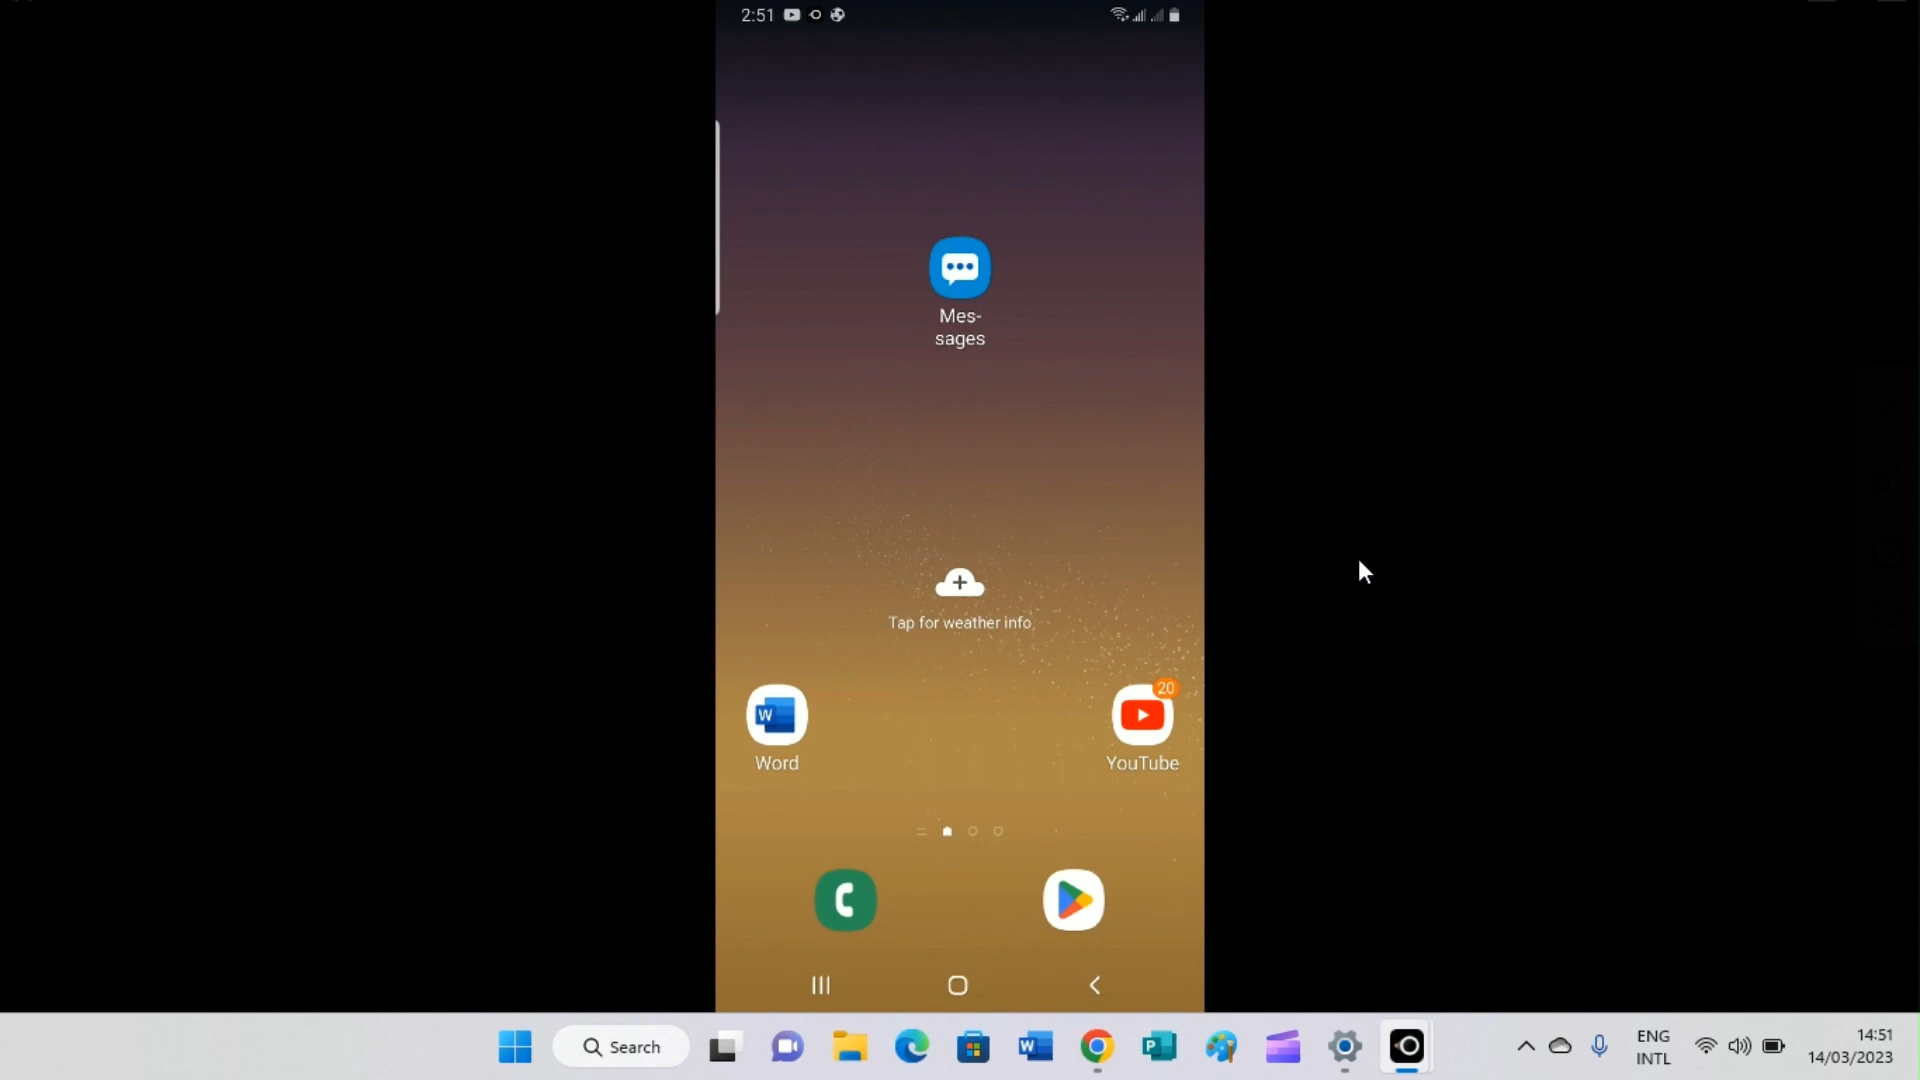 2:51
Mes-
sages
Tap for weather info
20
Word
YouTube
Search
ENG
INTL
14:51
14/03/2023